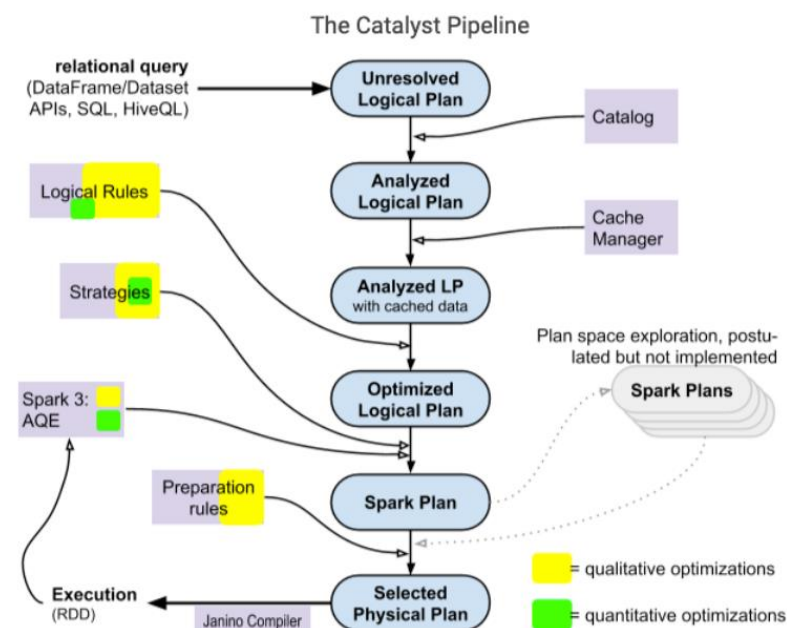 The Catalyst Pipeline
relational query
(DataFrame/Dataset
APIs, SQL, HiveQL)
Unresolved
Logical Plan
Catalog
Logical Rules
Analyzed
Logical Plan
Cache
Manager
Strategies
Analyzed LP
with cached data
Plan space exploration, postu-
lated but not implemented
Spark Plans
Spark 3:
AQE
Optimized
Logical Plan
Preparation
rules
Spark Plan
= qualitative optimizations
Execution
(RDD)
Janino Compiler
Selected
Physical Plan
= quantitative optimizations